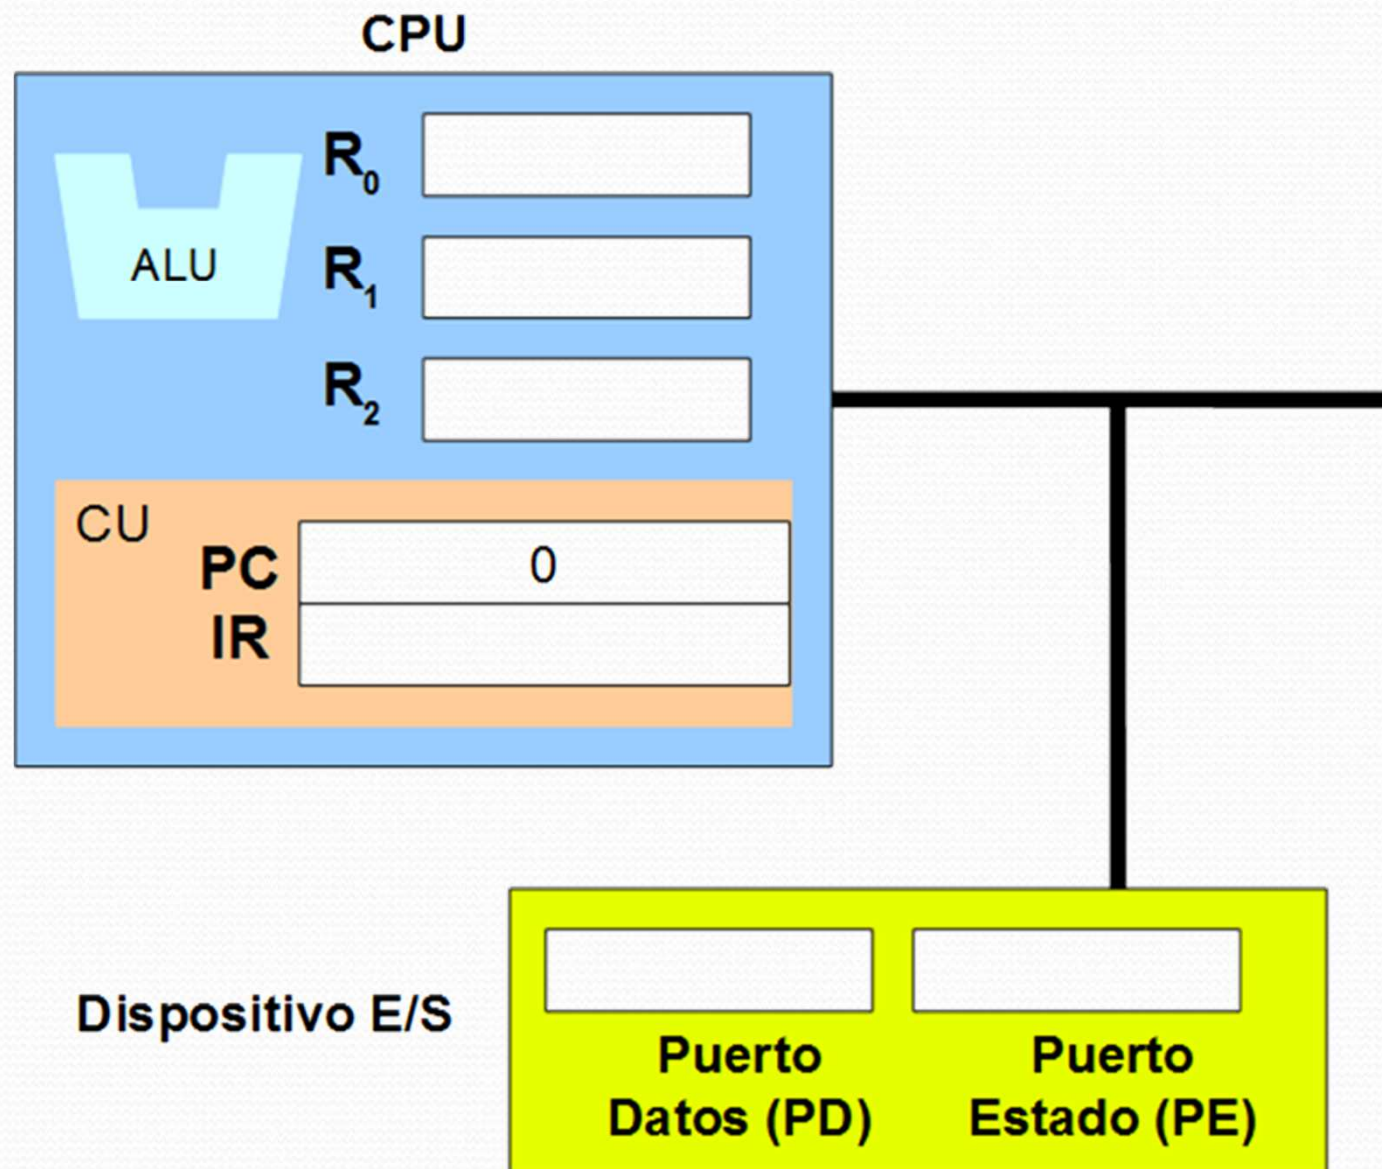 CPU
R0
ALU
R1
R2
CU
PC 0
IR
Dispositivo E/S
Puerto
Datos (PD)
Puerto
Estado (PE)